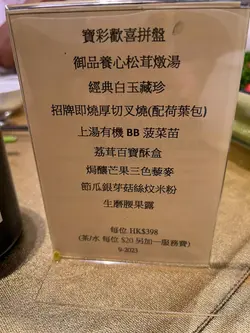 寶彩歡喜拼盤
御品養心松茸燉湯
經典白玉藏珍
招牌即燒厚切叉燒(配荷葉包)
上湯有機 BB 菠菜苗
荔茸百寶酥盒
焗釀芒果三色藜麥
節瓜銀芽菇絲炆米粉
生磨腰果露
每位 HK$398
(茶/水 每位 $20 另加一服務費)
9-2023